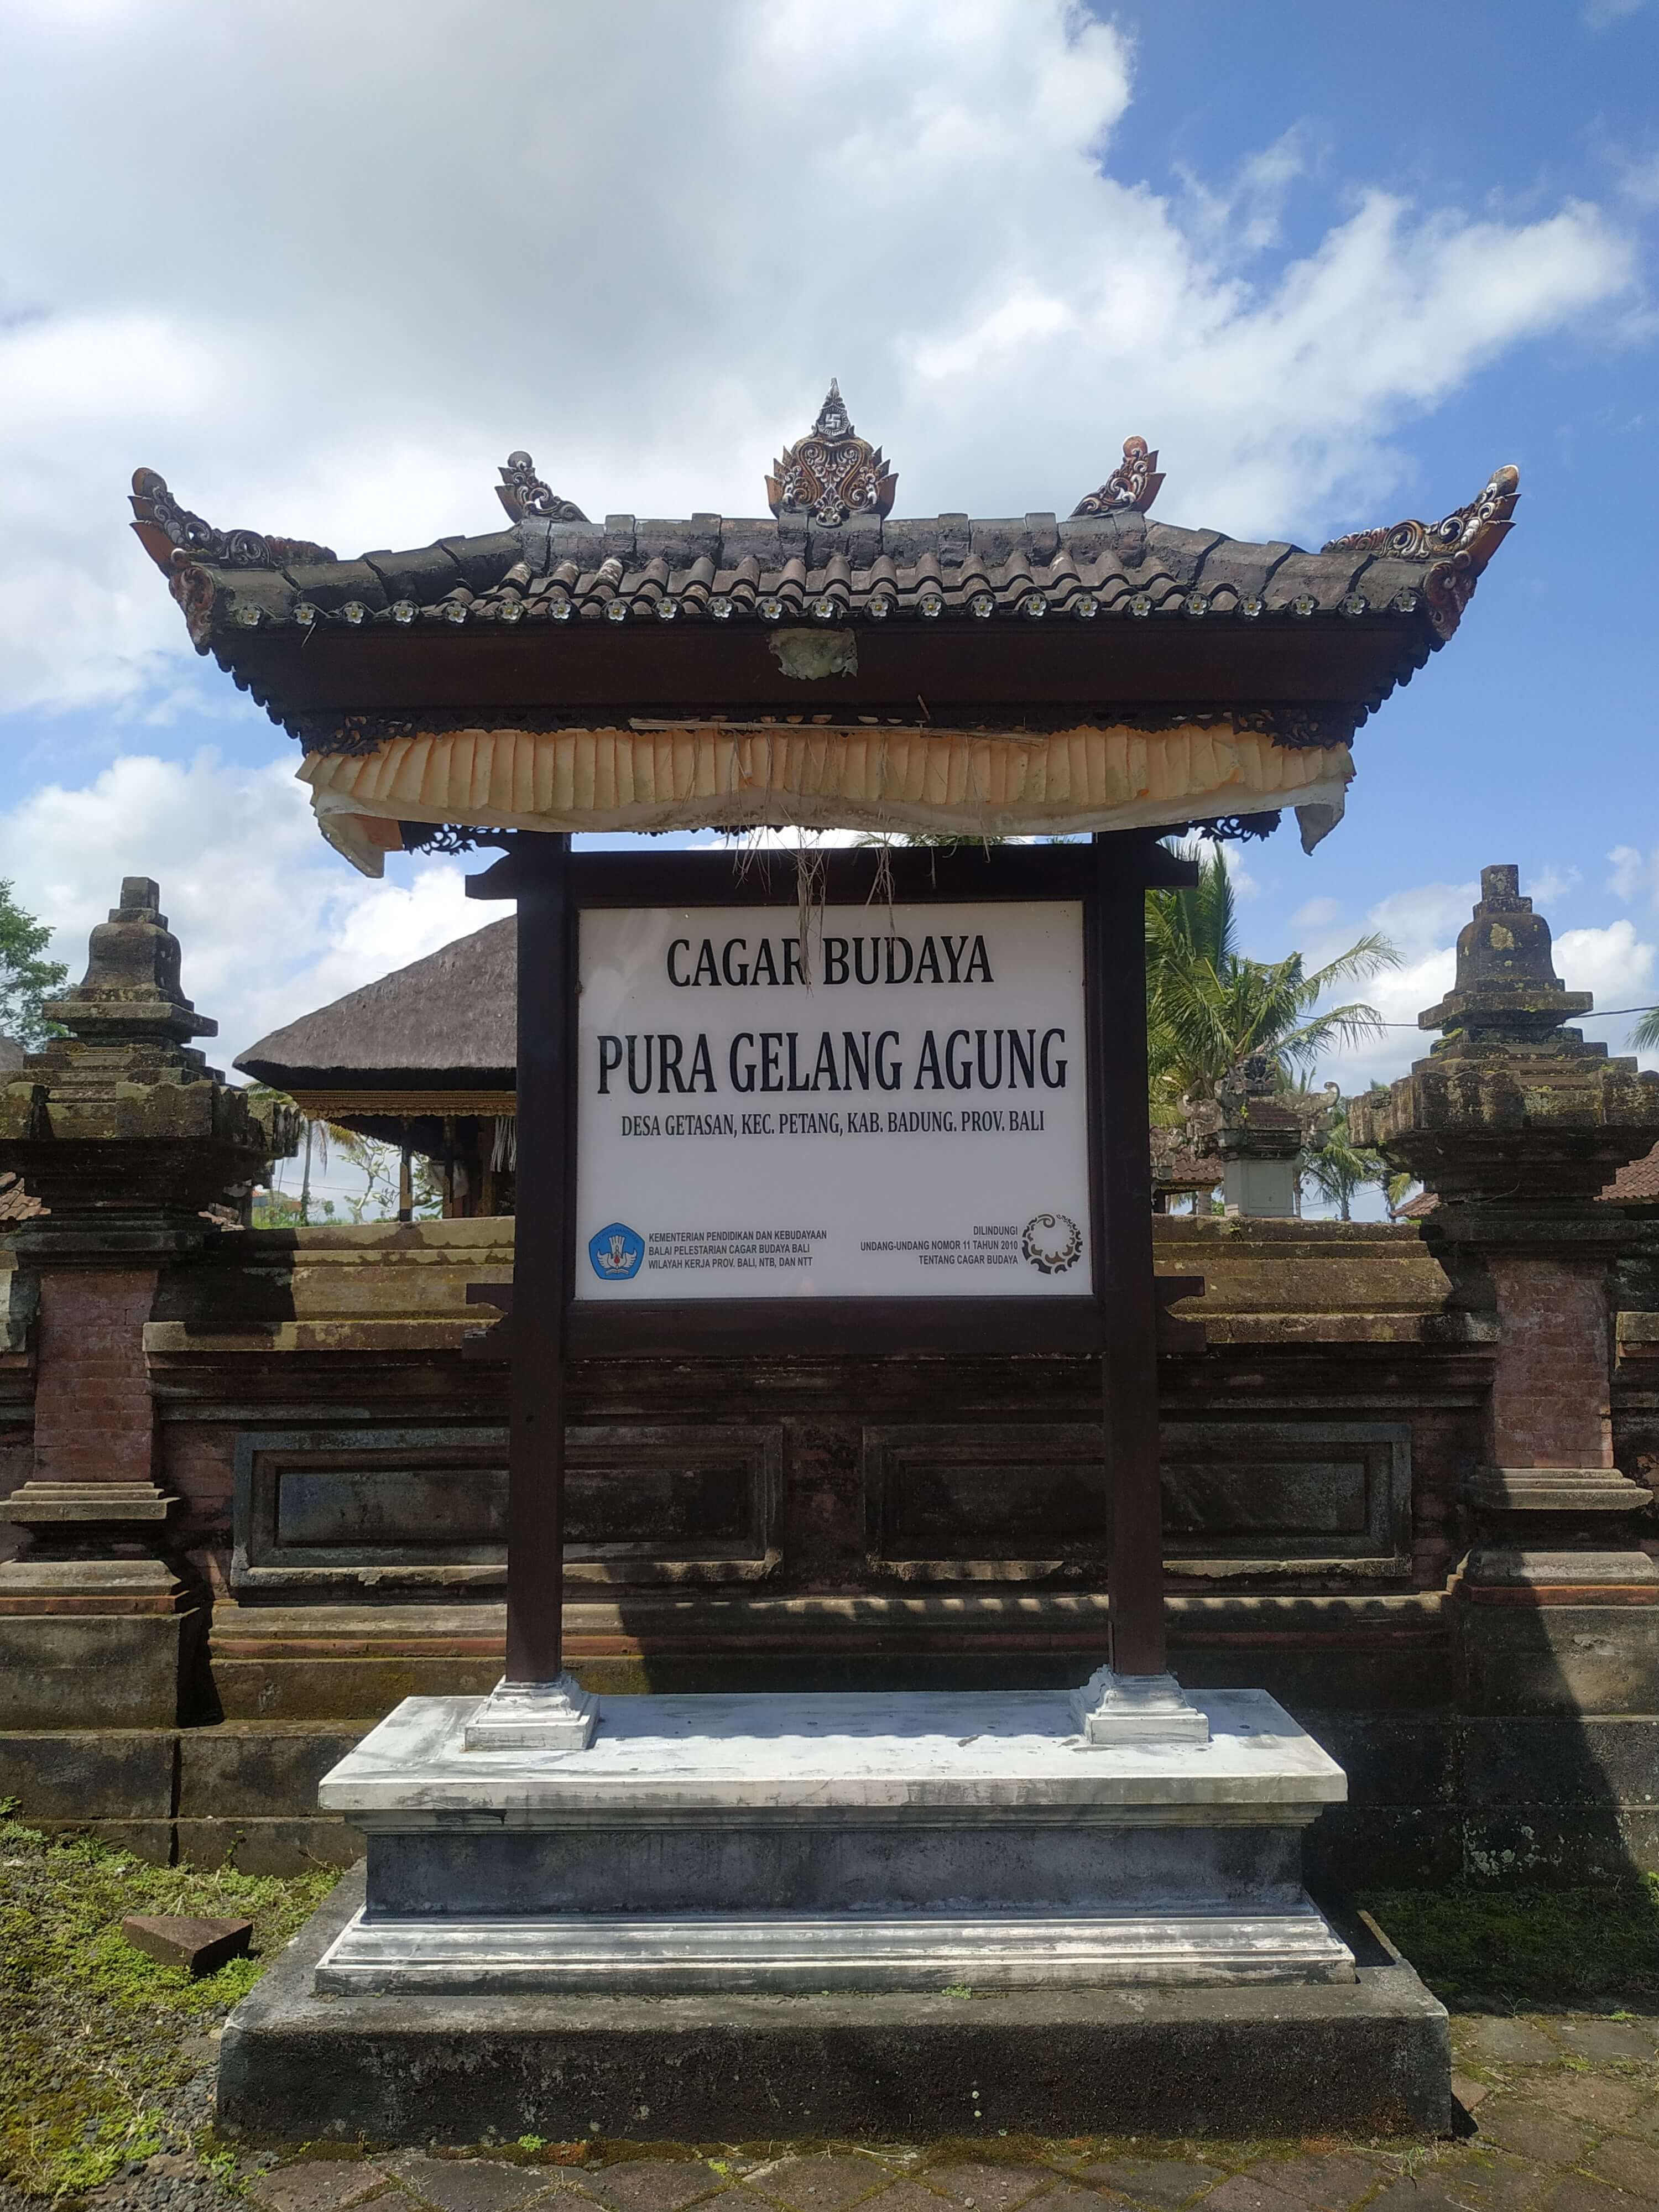 CAGAR BUDAYA
PURA GELANG AGUNG
DESA GETASAN, KEC. PETANG, KAB. BADUNG. PROV. BALI
KEMENTERIAN PENDIDIKAN DAN KEBUDAYAAN
BALAI PELESTARIAN CAGAR BUDAYA BALI
WILAYAH KERJA PROV. BALI, NTB, DAN NTT
DILINDUNGI
UNDANG-UNDANG NOMOR 11 TAHUN 2010
TENTANG CAGAR BUDAYA